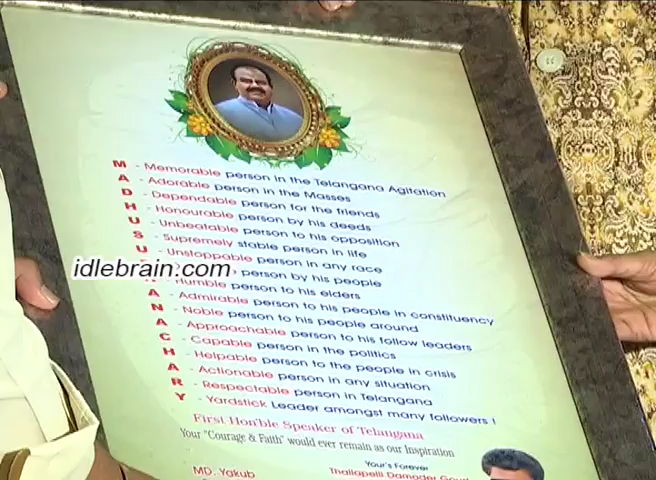 M - Memorable person in the Telangana Agitation
A - Adorable person in the Masses
D - Dependable person for the friends
H - Honourable person by his deeds
U - Unbeatable person to his opposition
S - Supremely stable person in life
U - Unstoppable person in any race
person by his people
idlebrain.com
Humble person to his elders
A - Admirable person to his people in constituency
N - Noble person to his people around
A - Approachable person to his follow leaders
C - Capable person in the politics
H - Helpable person to the people in crisis
A - Actionable person in any situation
R - Respectable person in Telangana
Y - Yardstick Leader amongst many followers !
First Hon'ble Speaker of Telangana
Your "Courage & Faith" would ever remain as our Inspiration
Your's Forever
MD. Yakub
Thallapelli Damoder Goud